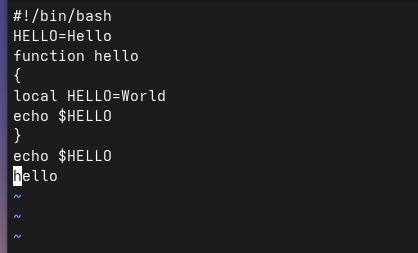 #!/bin/bash
HELLO=Hello
function hello
{
local HELLO=World
echo $HELLO
}
echo $HELLO
hello
~
~
~